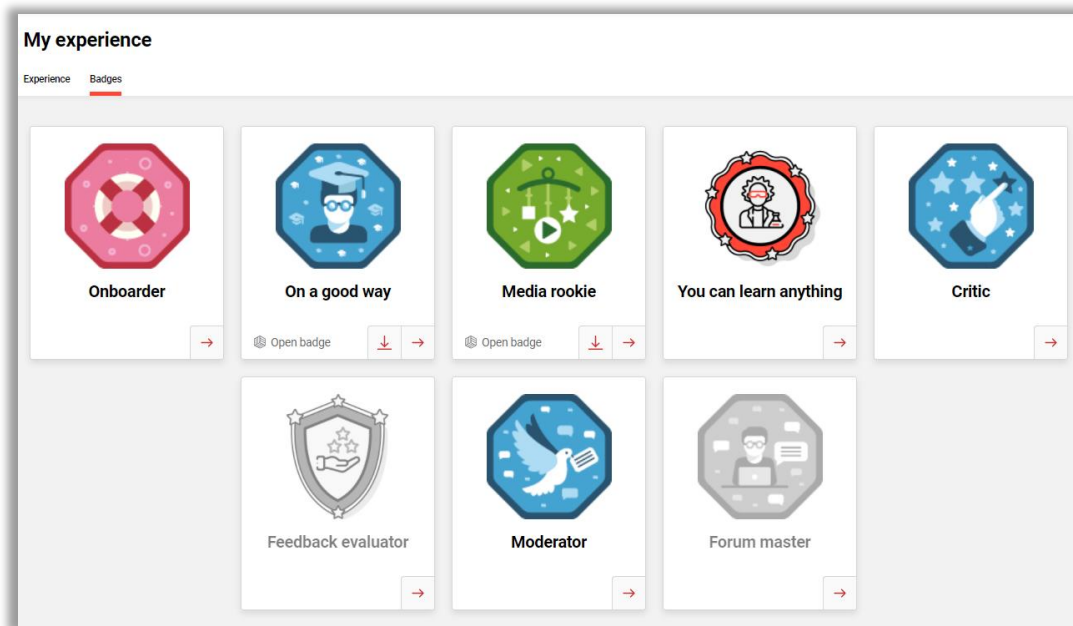 My experience
Experience Badges
Onboarder
On a good way
Open badge
Media rookie
Open badge
You can learn anything
Critic
Feedback evaluator
Moderator
Forum master